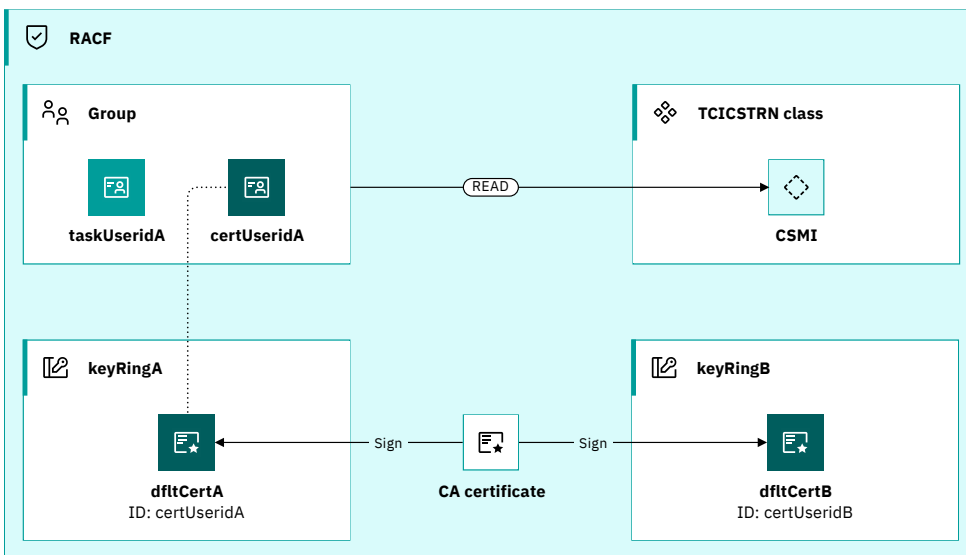 RACF
Group
TCICSTRN class
READ
taskUseridA
certUseridA
CSMI
keyRingA
keyRingB
Sign
Sign
dfltCertA
CA certificate
dfltCertB
ID: certUseridA
ID: certUseridB